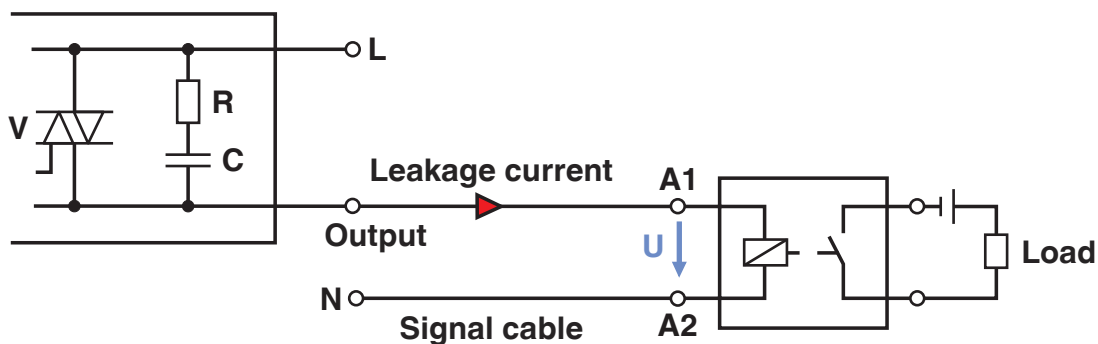 L
R
V
C
Leakage current
A1
Output
U
Load
N
Signal cable
A2